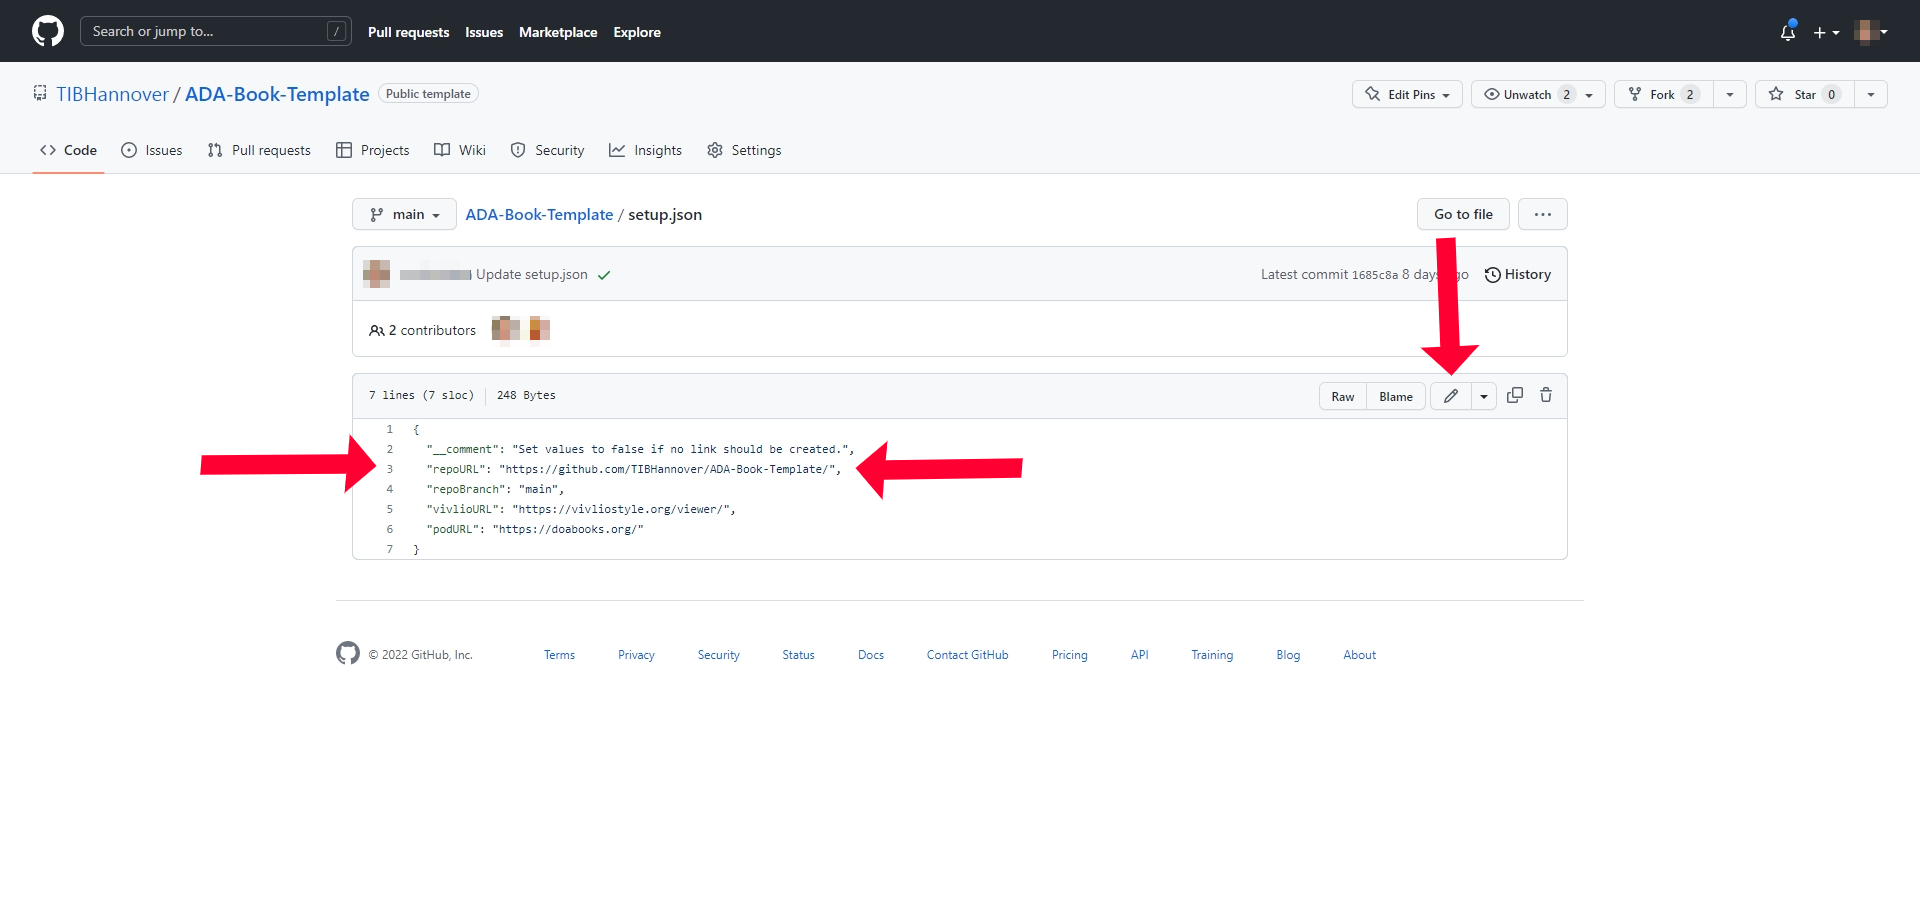 Search or jump to... /
Pull requests Issues Marketplace Explore
TIBHannover / ADA-Book-Template Public template
Edit Pins Unwatch 2 Fork 2 Star 0
Code Issues Pull requests Projects Wiki Security Insights Settings
main ADA-Book-Template / setup.json Go to file ...
Update setup.json Latest commit 1685c8a 8 days go History
2 contributors
7 lines (7 sloc) 248 Bytes Raw Blame
1 {
2 "__comment": "Set values to false if no link should be created.",
3 "repoURL": "https://github.com/TIBHannover/ADA-Book-Template/",
4 "repoBranch": "main",
5 "vivlioURL": "https://vivliostyle.org/viewer/",
6 "podURL": "https://doabooks.org/"
7 }
© 2022 GitHub, Inc. Terms Privacy Security Status Docs Contact GitHub Pricing API Training Blog About